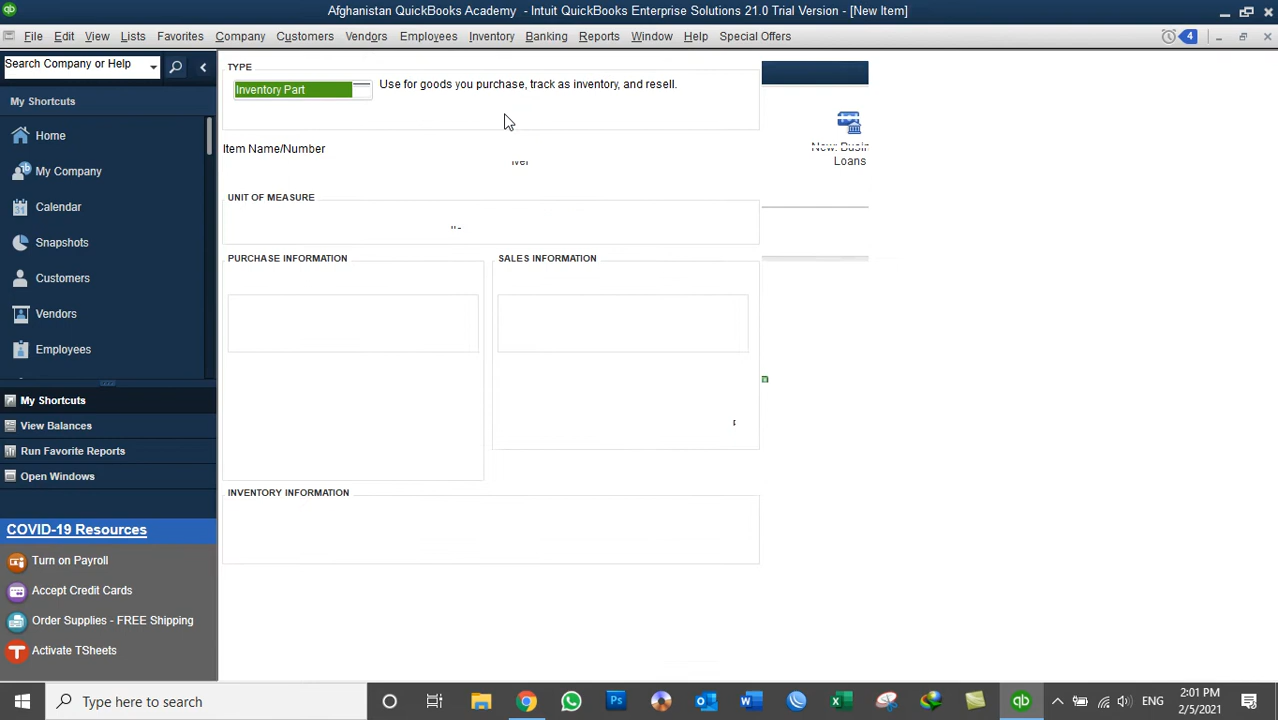 Afghanistan QuickBooks Academy - Intuit QuickBooks Enterprise Solutions 21.0 Trial Version - [New Item]
File Edit View Lists Favorites Company Customers Vendors Employees Inventory Banking Reports Window Help Special Offers 4
Search Company or Help
My Shortcuts
Home
My Company
Calendar
Snapshots
Customers
Vendors
Employees
My Shortcuts
View Balances
Run Favorite Reports
Open Windows
COVID-19 Resources
Turn on Payroll
Accept Credit Cards
Order Supplies - FREE Shipping
Activate TSheets
TYPE
Inventory Part
Use for goods you purchase, track as inventory, and resell.
Item Name/Number
UNIT OF MEASURE
PURCHASE INFORMATION
SALES INFORMATION
INVENTORY INFORMATION
New: Busin
Loans
Type here to search
ENG
2:01 PM
2/5/2021